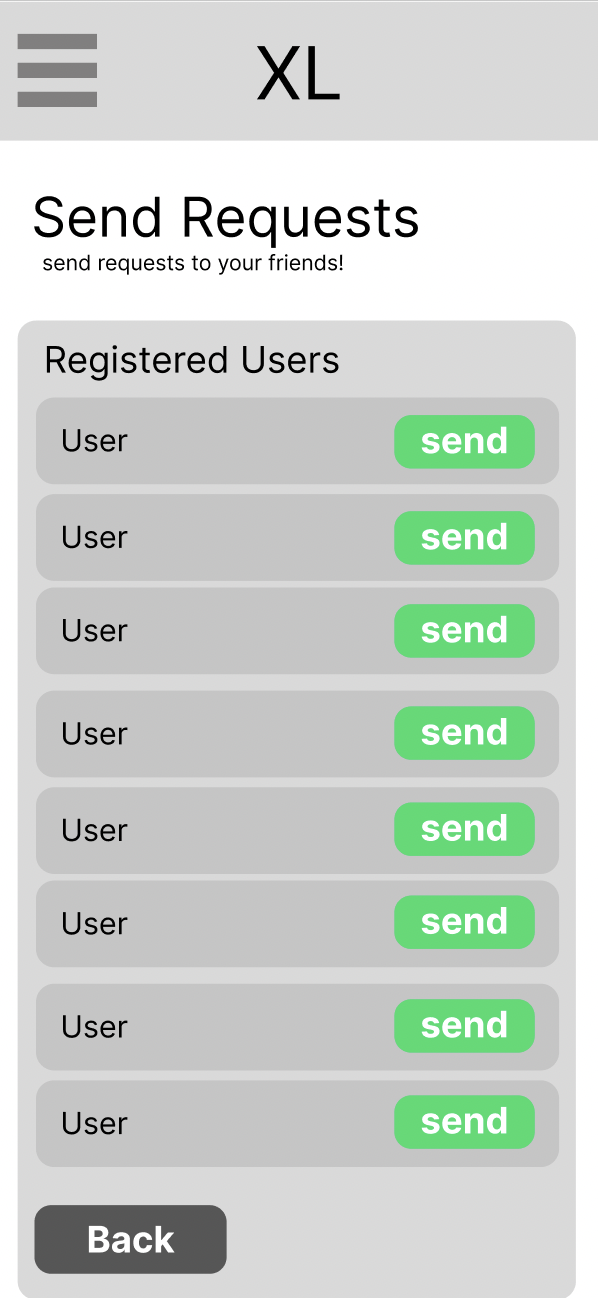 XL
Send Requests
send requests to your friends!
Registered Users
User send
User send
User send
User send
User send
User send
User send
User send
Back